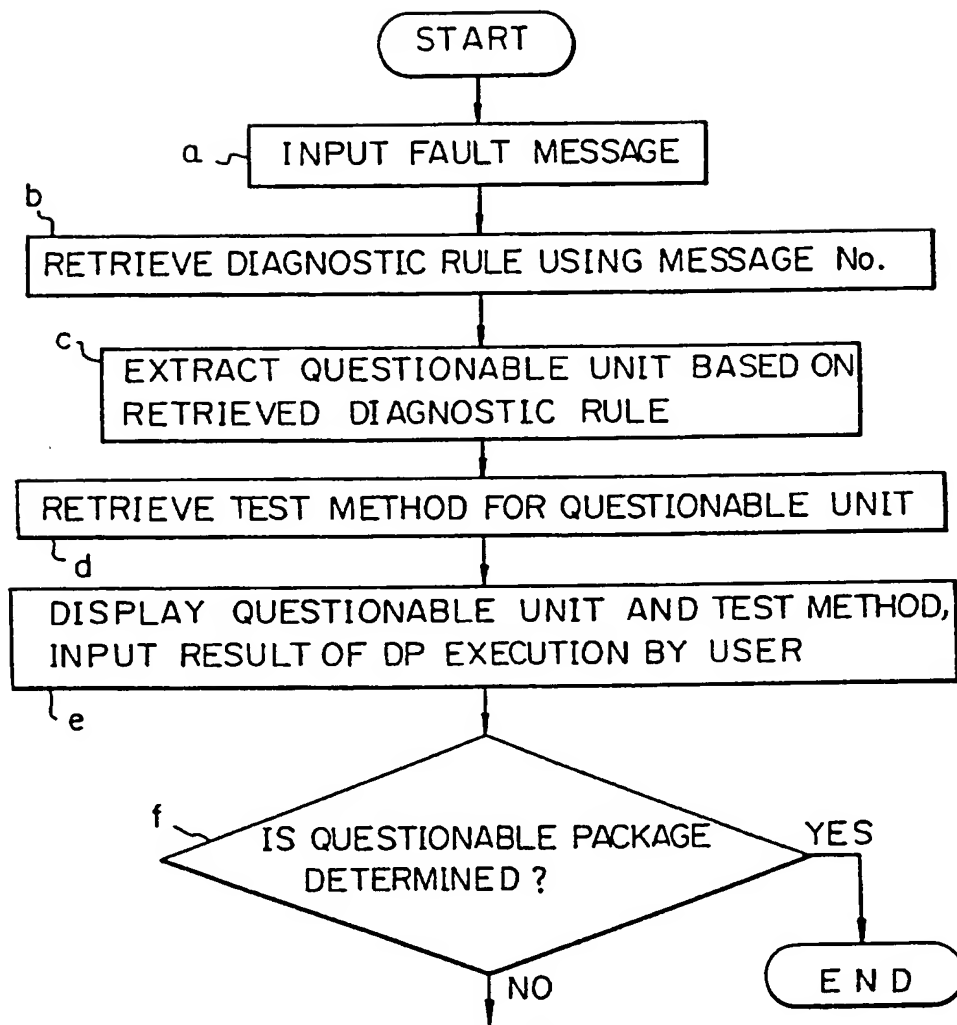 START
a
INPUT FAULT MESSAGE
b
RETRIEVE DIAGNOSTIC RULE USING MESSAGE No.
c
EXTRACT QUESTIONABLE UNIT BASED ON
RETRIEVED DIAGNOSTIC RULE
RETRIEVE TEST METHOD FOR QUESTIONABLE UNIT
d
DISPLAY QUESTIONABLE UNIT AND TEST METHOD,
INPUT RESULT OF DP EXECUTION BY USER
e
f
IS QUESTIONABLE PACKAGE
DETERMINED ?
YES
NO
END